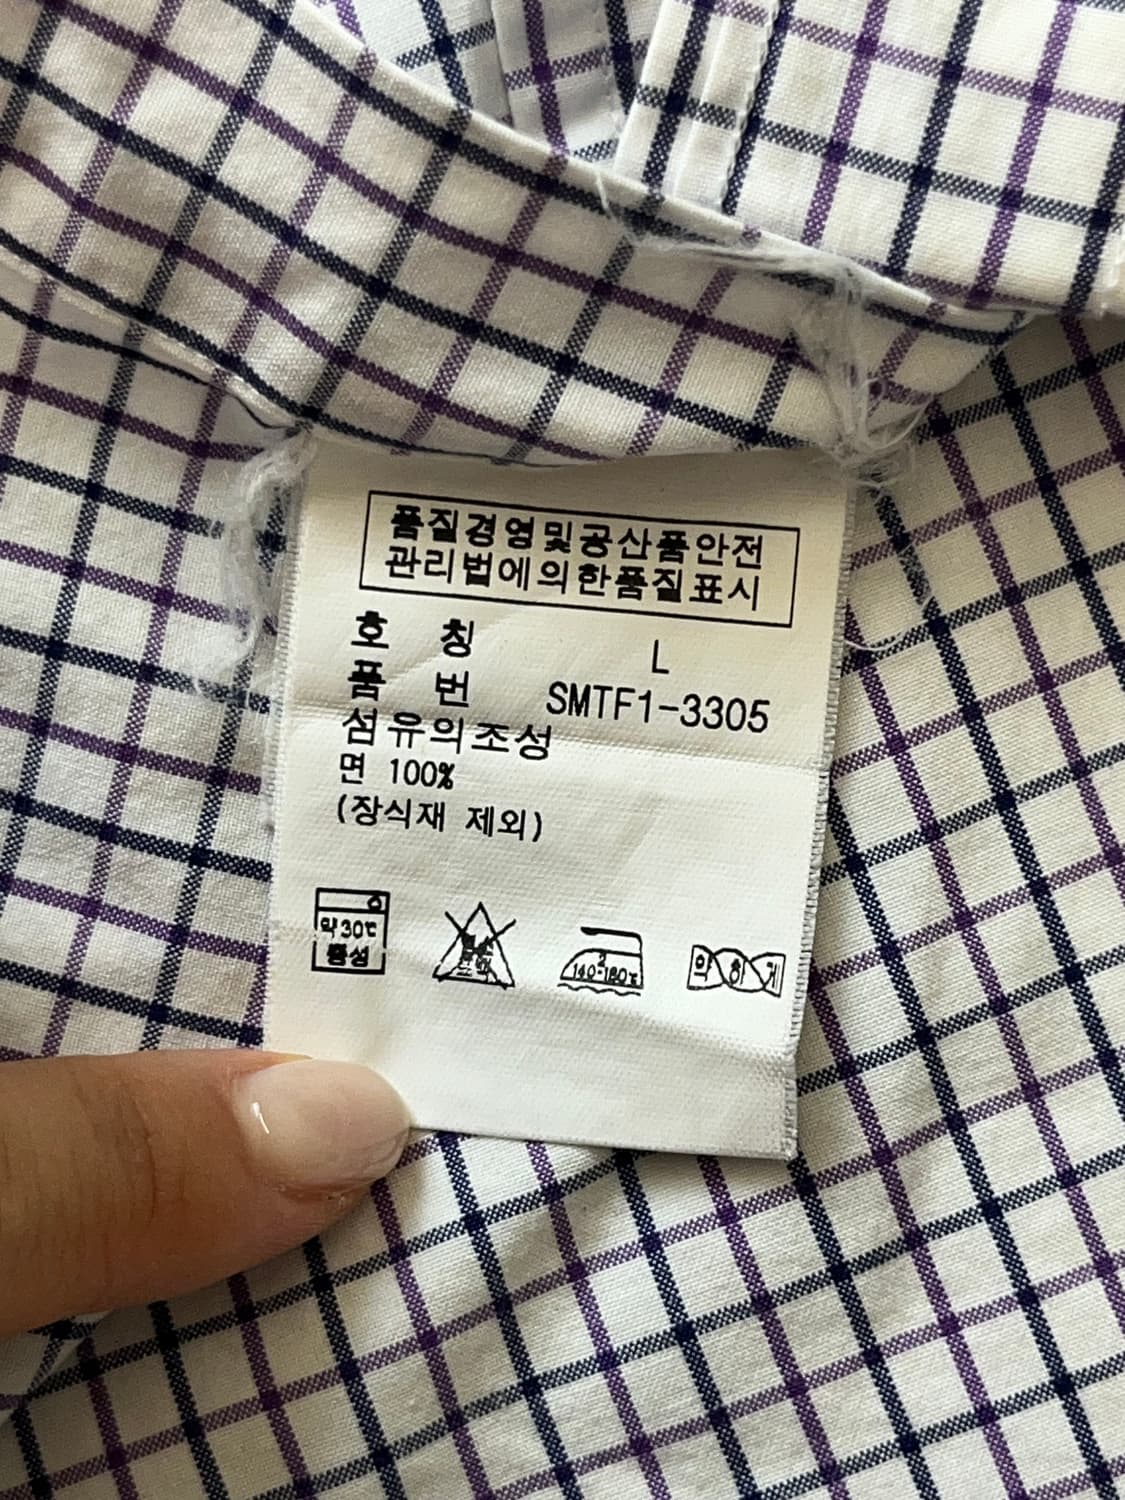 품질경영및공산품안전
관리법에의한품질표시
호 칭 L
품 번 SMTF1-3305
섬유의조성
면 100%
(장식재 제외)
약 30℃
중성
140-180℃
약하게